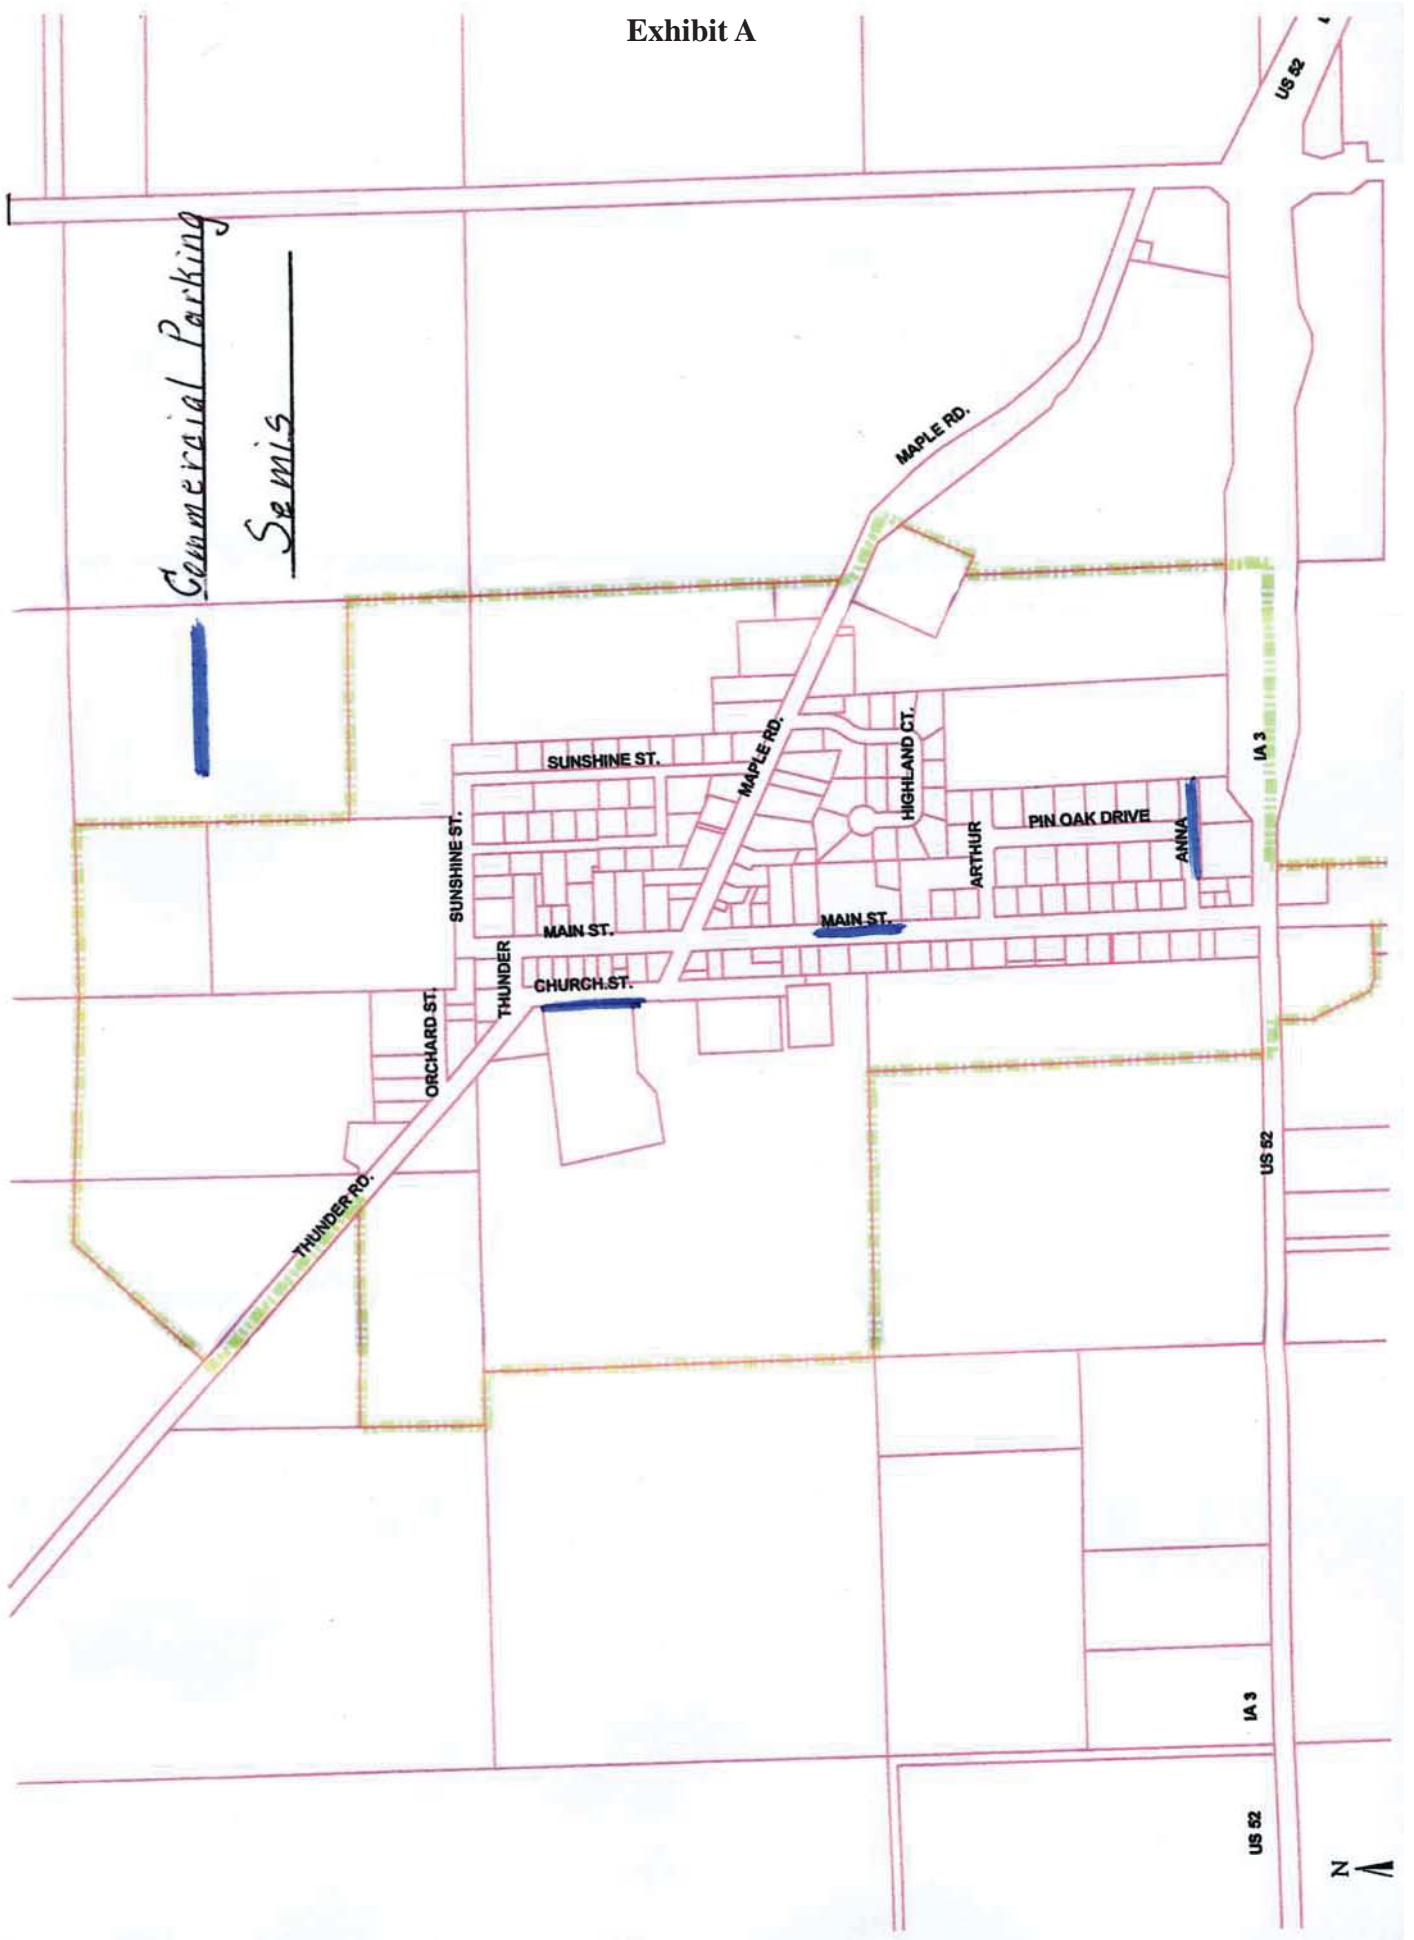 Exhibit A
US 52
Commercial Parking
Semis
MAPLE RD.
SUNSHINE ST.
MAPLE RD.
HIGHLAND CT.
IA 3
PIN OAK DRIVE
ANNA
ARTHUR
SUNSHINE ST.
MAIN ST.
MAIN ST.
THUNDER
CHURCH ST.
ORCHARD ST.
THUNDER RD.
US 52
IA 3
US 52
N